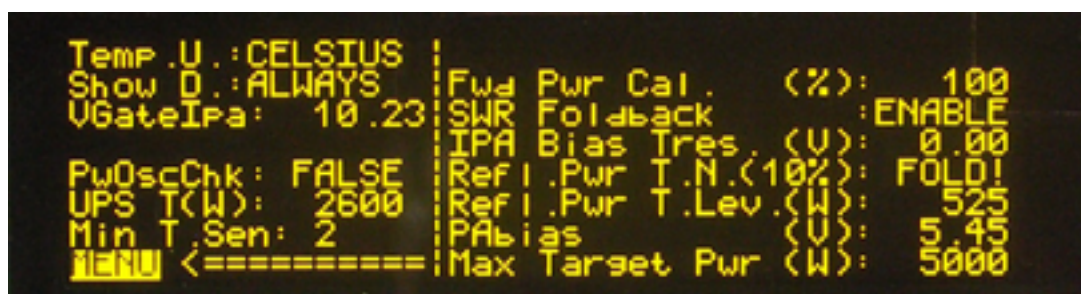 Temp.U.:CELSIUS
Show D.:ALWAYS
VGateIpa: 10.23
PwOscChk: FALSE
UPS T(W): 2600
Min T.Sen: 2
MENU <==========
Fwd Pwr Cal. (%): 100
SWR Foldback :ENABLE
IPA Bias Tres.(V): 0.00
Refl.Pwr T.N.(10%): FOLD!
Refl.Pwr T.Lev.(W): 525
PAbias (V): 5.45
Max Target Pwr (W): 5000